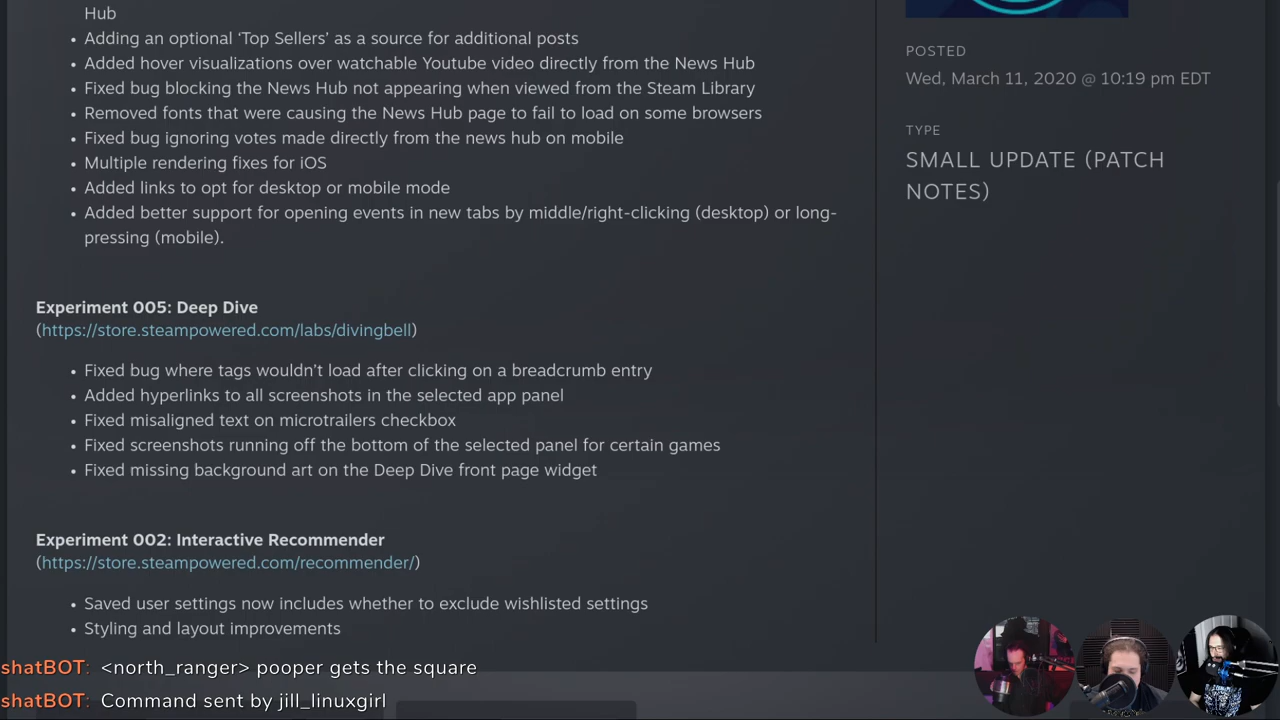 Hub
• Adding an optional ‘Top Sellers’ as a source for additional posts
• Added hover visualizations over watchable Youtube video directly from the News Hub
• Fixed bug blocking the News Hub not appearing when viewed from the Steam Library
• Removed fonts that were causing the News Hub page to fail to load on some browsers
• Fixed bug ignoring votes made directly from the news hub on mobile
• Multiple rendering fixes for iOS
• Added links to opt for desktop or mobile mode
• Added better support for opening events in new tabs by middle/right-clicking (desktop) or long-
pressing (mobile).
Experiment 005: Deep Dive
(https://store.steampowered.com/labs/divingbell)
• Fixed bug where tags wouldn’t load after clicking on a breadcrumb entry
• Added hyperlinks to all screenshots in the selected app panel
• Fixed misaligned text on microtrailers checkbox
• Fixed screenshots running off the bottom of the selected panel for certain games
• Fixed missing background art on the Deep Dive front page widget
Experiment 002: Interactive Recommender
(https://store.steampowered.com/recommender/)
• Saved user settings now includes whether to exclude wishlisted settings
• Styling and layout improvements
POSTED
Wed, March 11, 2020 @ 10:19 pm EDT
TYPE
SMALL UPDATE (PATCH
NOTES)
shatBOT: <north_ranger> pooper gets the square
shatBOT: Command sent by jill_linuxgirl